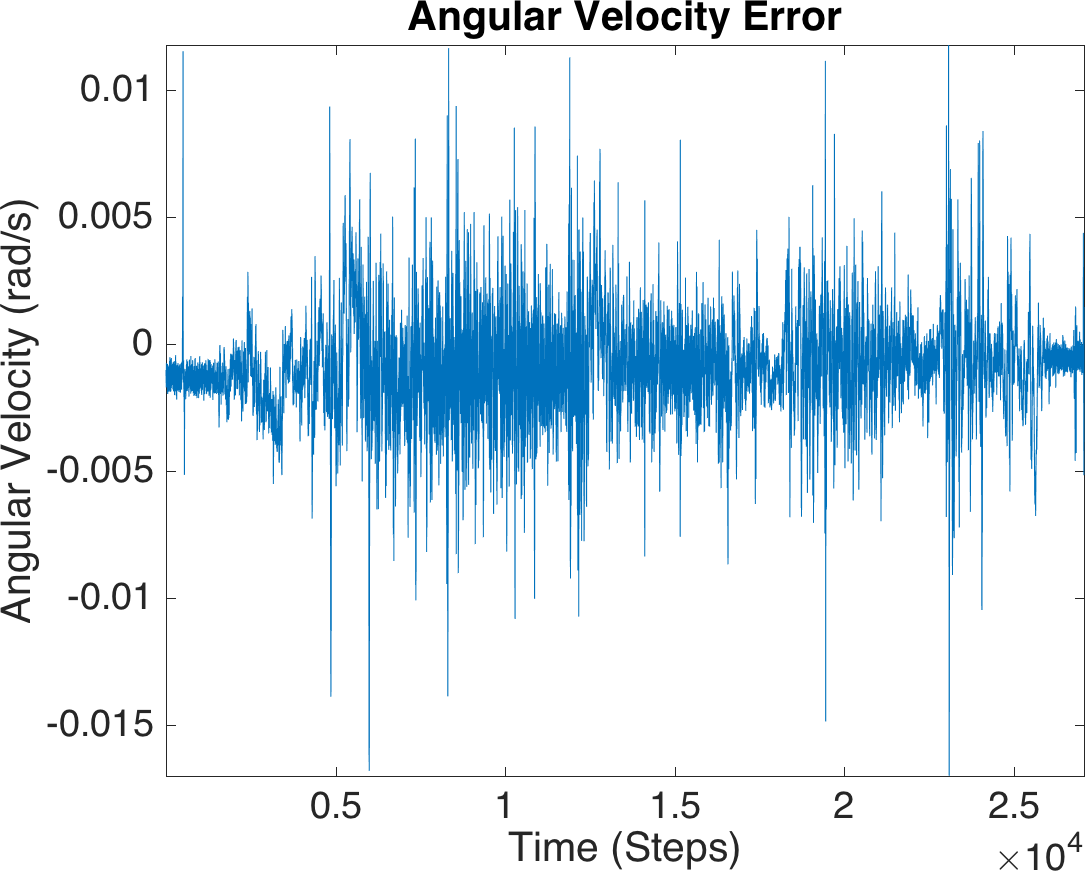 Angular Velocity Error
Angular Velocity (rad/s)
0.01
0.005
0
-0.005
-0.01
-0.015
0.5 1 1.5 2 2.5
Time (Steps)
×10⁴